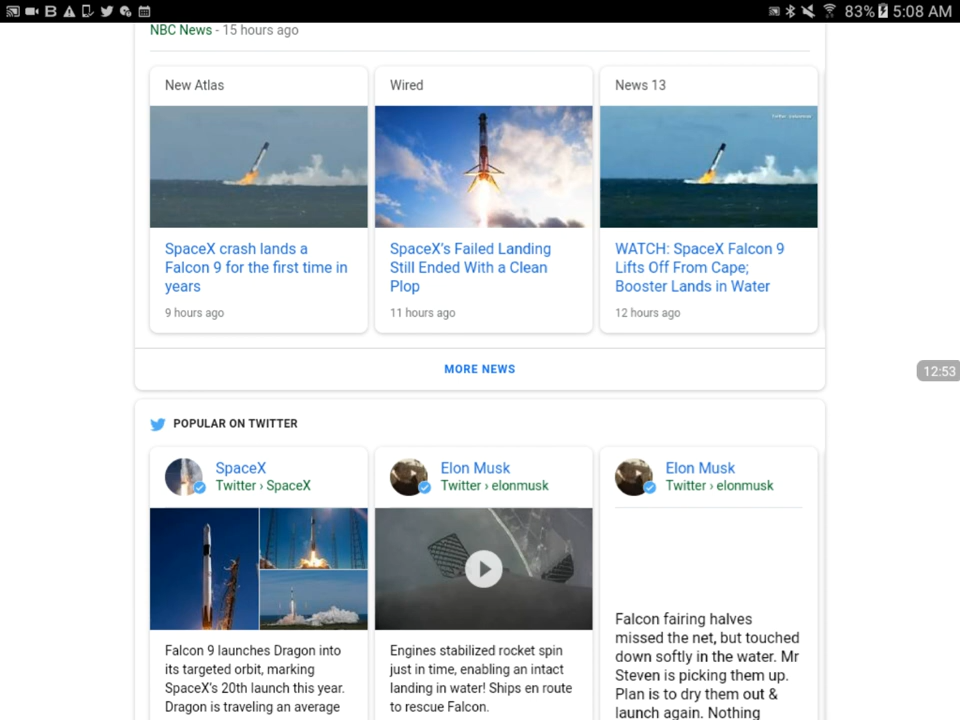 83% 5:08 AM
NBC News - 15 hours ago
New Atlas
SpaceX crash lands a
Falcon 9 for the first time in
years
9 hours ago
Wired
SpaceX's Failed Landing
Still Ended With a Clean
Plop
11 hours ago
News 13
WATCH: SpaceX Falcon 9
Lifts Off From Cape;
Booster Lands in Water
12 hours ago
MORE NEWS
12:53
POPULAR ON TWITTER
SpaceX
Twitter › SpaceX
Falcon 9 launches Dragon into
its targeted orbit, marking
SpaceX's 20th launch this year.
Dragon is traveling an average
Elon Musk
Twitter › elonmusk
Engines stabilized rocket spin
just in time, enabling an intact
landing in water! Ships en route
to rescue Falcon.
Elon Musk
Twitter › elonmusk
Falcon fairing halves
missed the net, but touched
down softly in the water. Mr
Steven is picking them up.
Plan is to dry them out &
launch again. Nothing